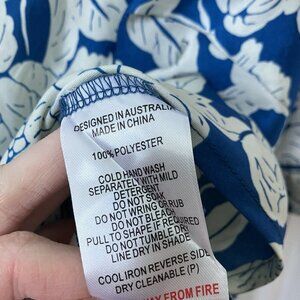 DESIGNED IN AUSTRALIA
MADE IN CHINA
100% POLYESTER
COLD HAND WASH
SEPARATELY WITH MILD
DETERGENT
DO NOT SOAK
DO NOT WRING OR RUB
DO NOT BLEACH
PULL TO SHAPE IF REQUIRED
DO NOT TUMBLE DRY
LINE DRY IN SHADE
COOL IRON REVERSE SIDE
DRY CLEANABLE (P)
AWAY FROM FIRE